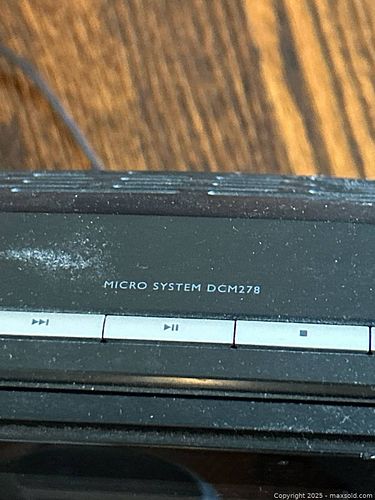 MICRO SYSTEM DCM278
Copyright 2025 - maxsold.com